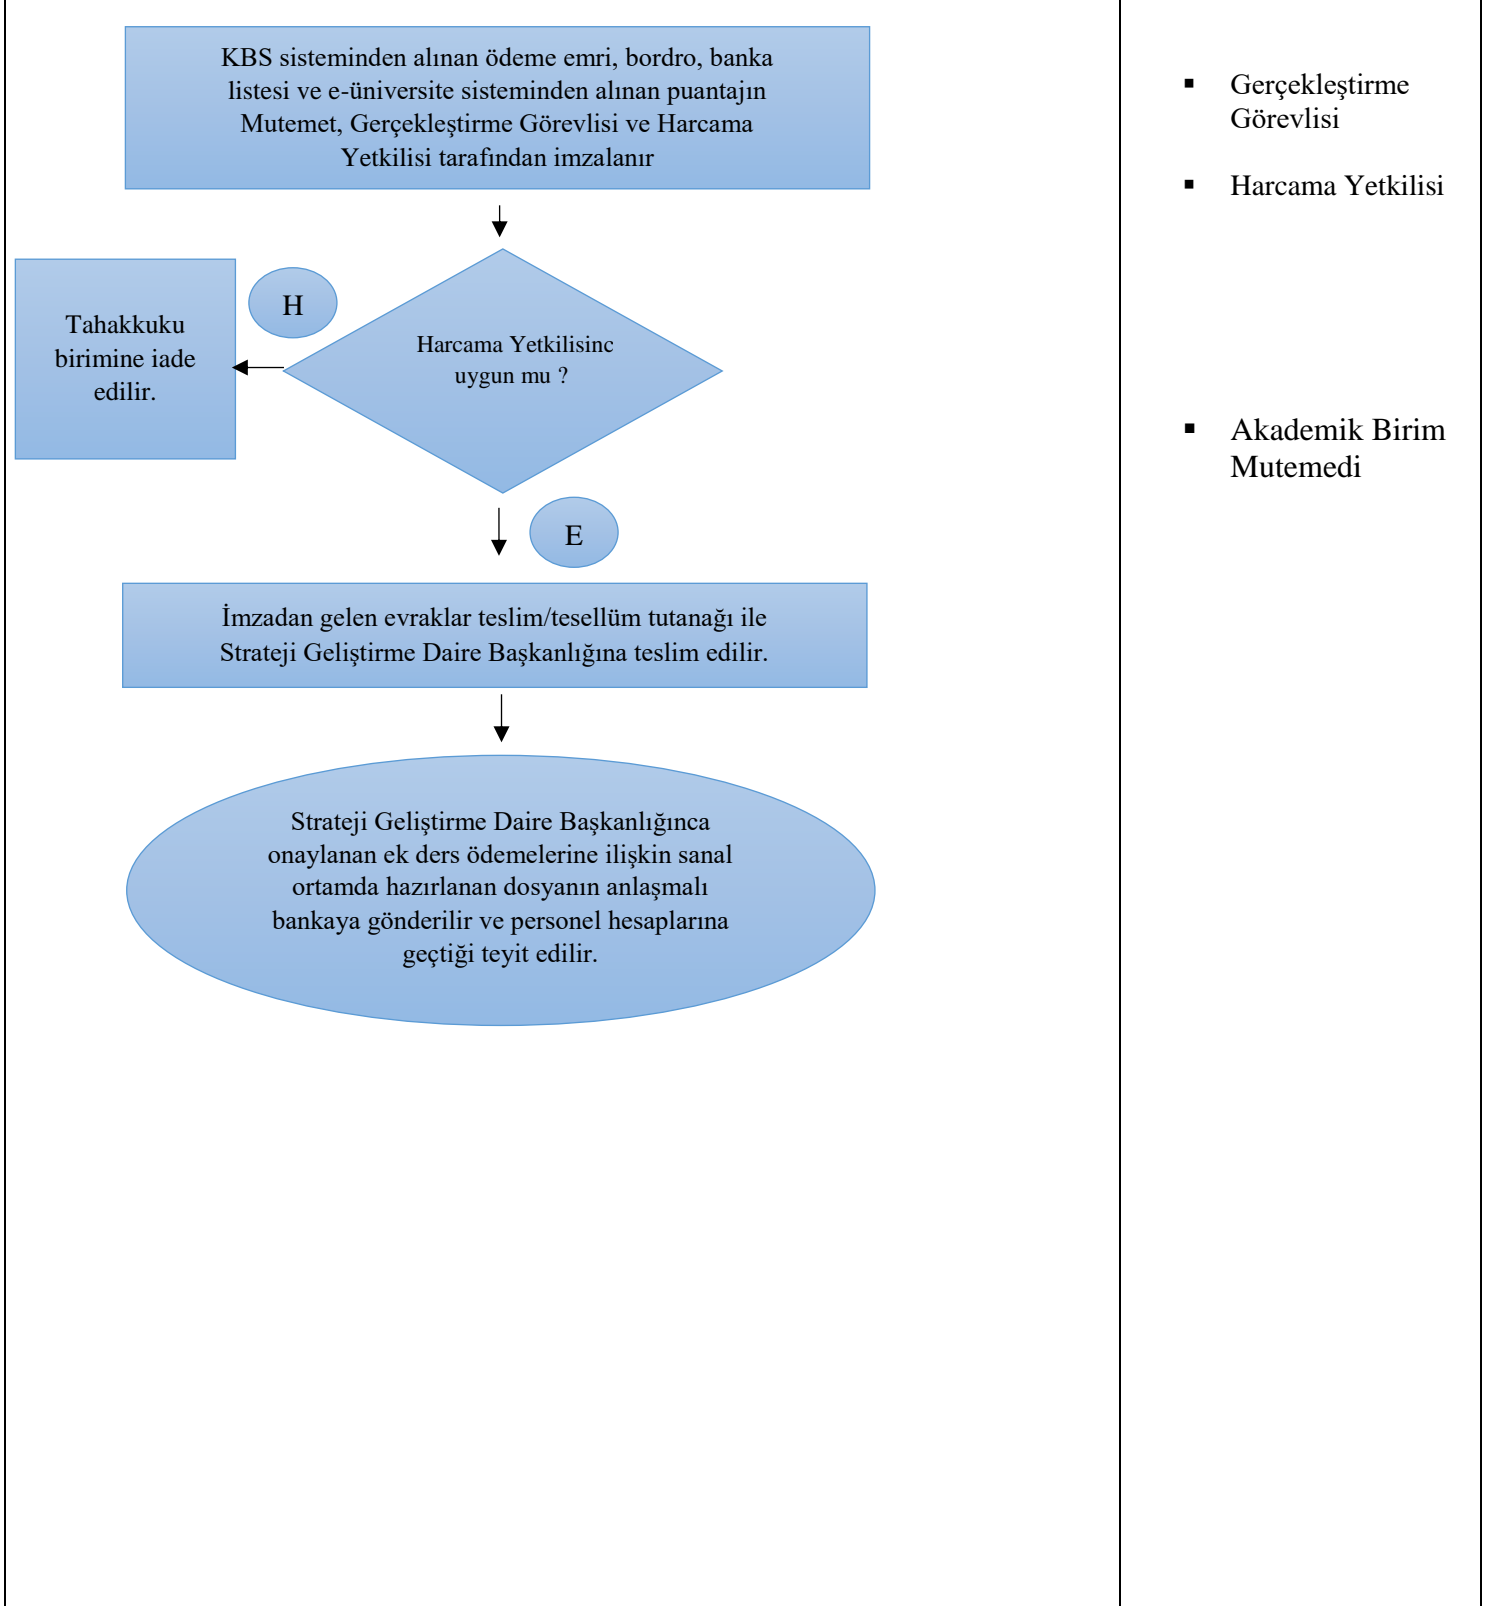 KBS sisteminden alınan ödeme emri, bordro, banka
listesi ve e-üniversite sisteminden alınan puantajın
Mutemet, Gerçekleştirme Görevlisi ve Harcama
Yetkilisi tarafından imzalanır
H
Tahakkuku
birimine iade
edilir.
Harcama Yetkilisinc
uygun mu ?
E
İmzadan gelen evraklar teslim/tesellüm tutanağı ile
Strateji Geliştirme Daire Başkanlığına teslim edilir.
Strateji Geliştirme Daire Başkanlığınca
onaylanan ek ders ödemelerine ilişkin sanal
ortamda hazırlanan dosyanın anlaşmalı
bankaya gönderilir ve personel hesaplarına
geçtiği teyit edilir.
▪ Gerçekleştirme
Görevlisi
▪ Harcama Yetkilisi
▪ Akademik Birim
Mutemedi